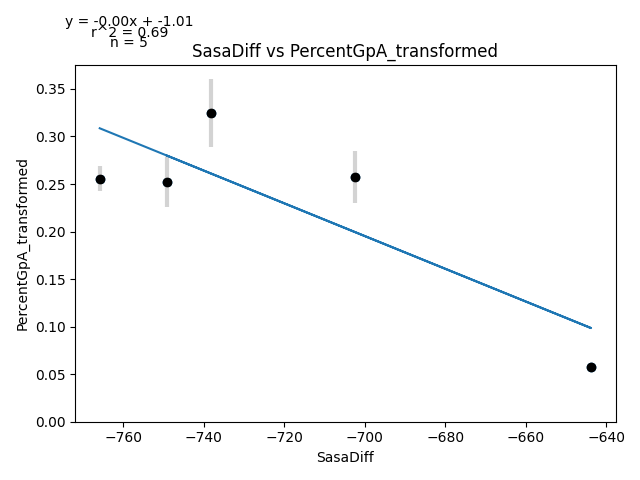 y = -0.00x + -1.01
r^2 = 0.69
n = 5
SasaDiff vs PercentGpA_transformed
PercentGpA_transformed
0.35
0.30
0.25
0.20
0.15
0.10
0.05
0.00
−760 −740 −720 −700 −680 −660 −640
SasaDiff